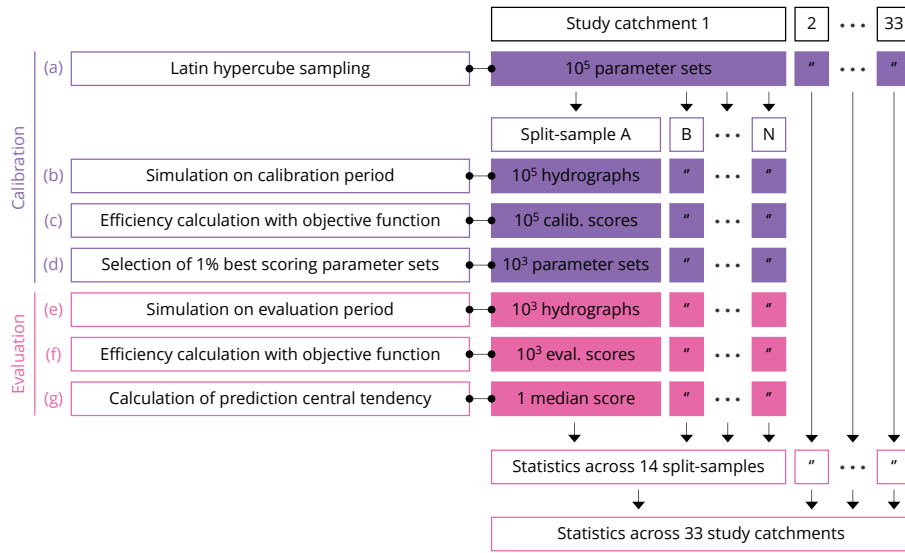 Study catchment 1 2 ... 33
Calibration
(a) Latin hypercube sampling 10⁵ parameter sets " ... "
Split-sample A B ... N
(b) Simulation on calibration period 10⁵ hydrographs " ... "
(c) Efficiency calculation with objective function 10⁵ calib. scores " ... "
(d) Selection of 1% best scoring parameter sets 10³ parameter sets " ... "
Evaluation
(e) Simulation on evaluation period 10³ hydrographs " ... "
(f) Efficiency calculation with objective function 10³ eval. scores " ... "
(g) Calculation of prediction central tendency 1 median score " ... "
Statistics across 14 split-samples " ... "
Statistics across 33 study catchments